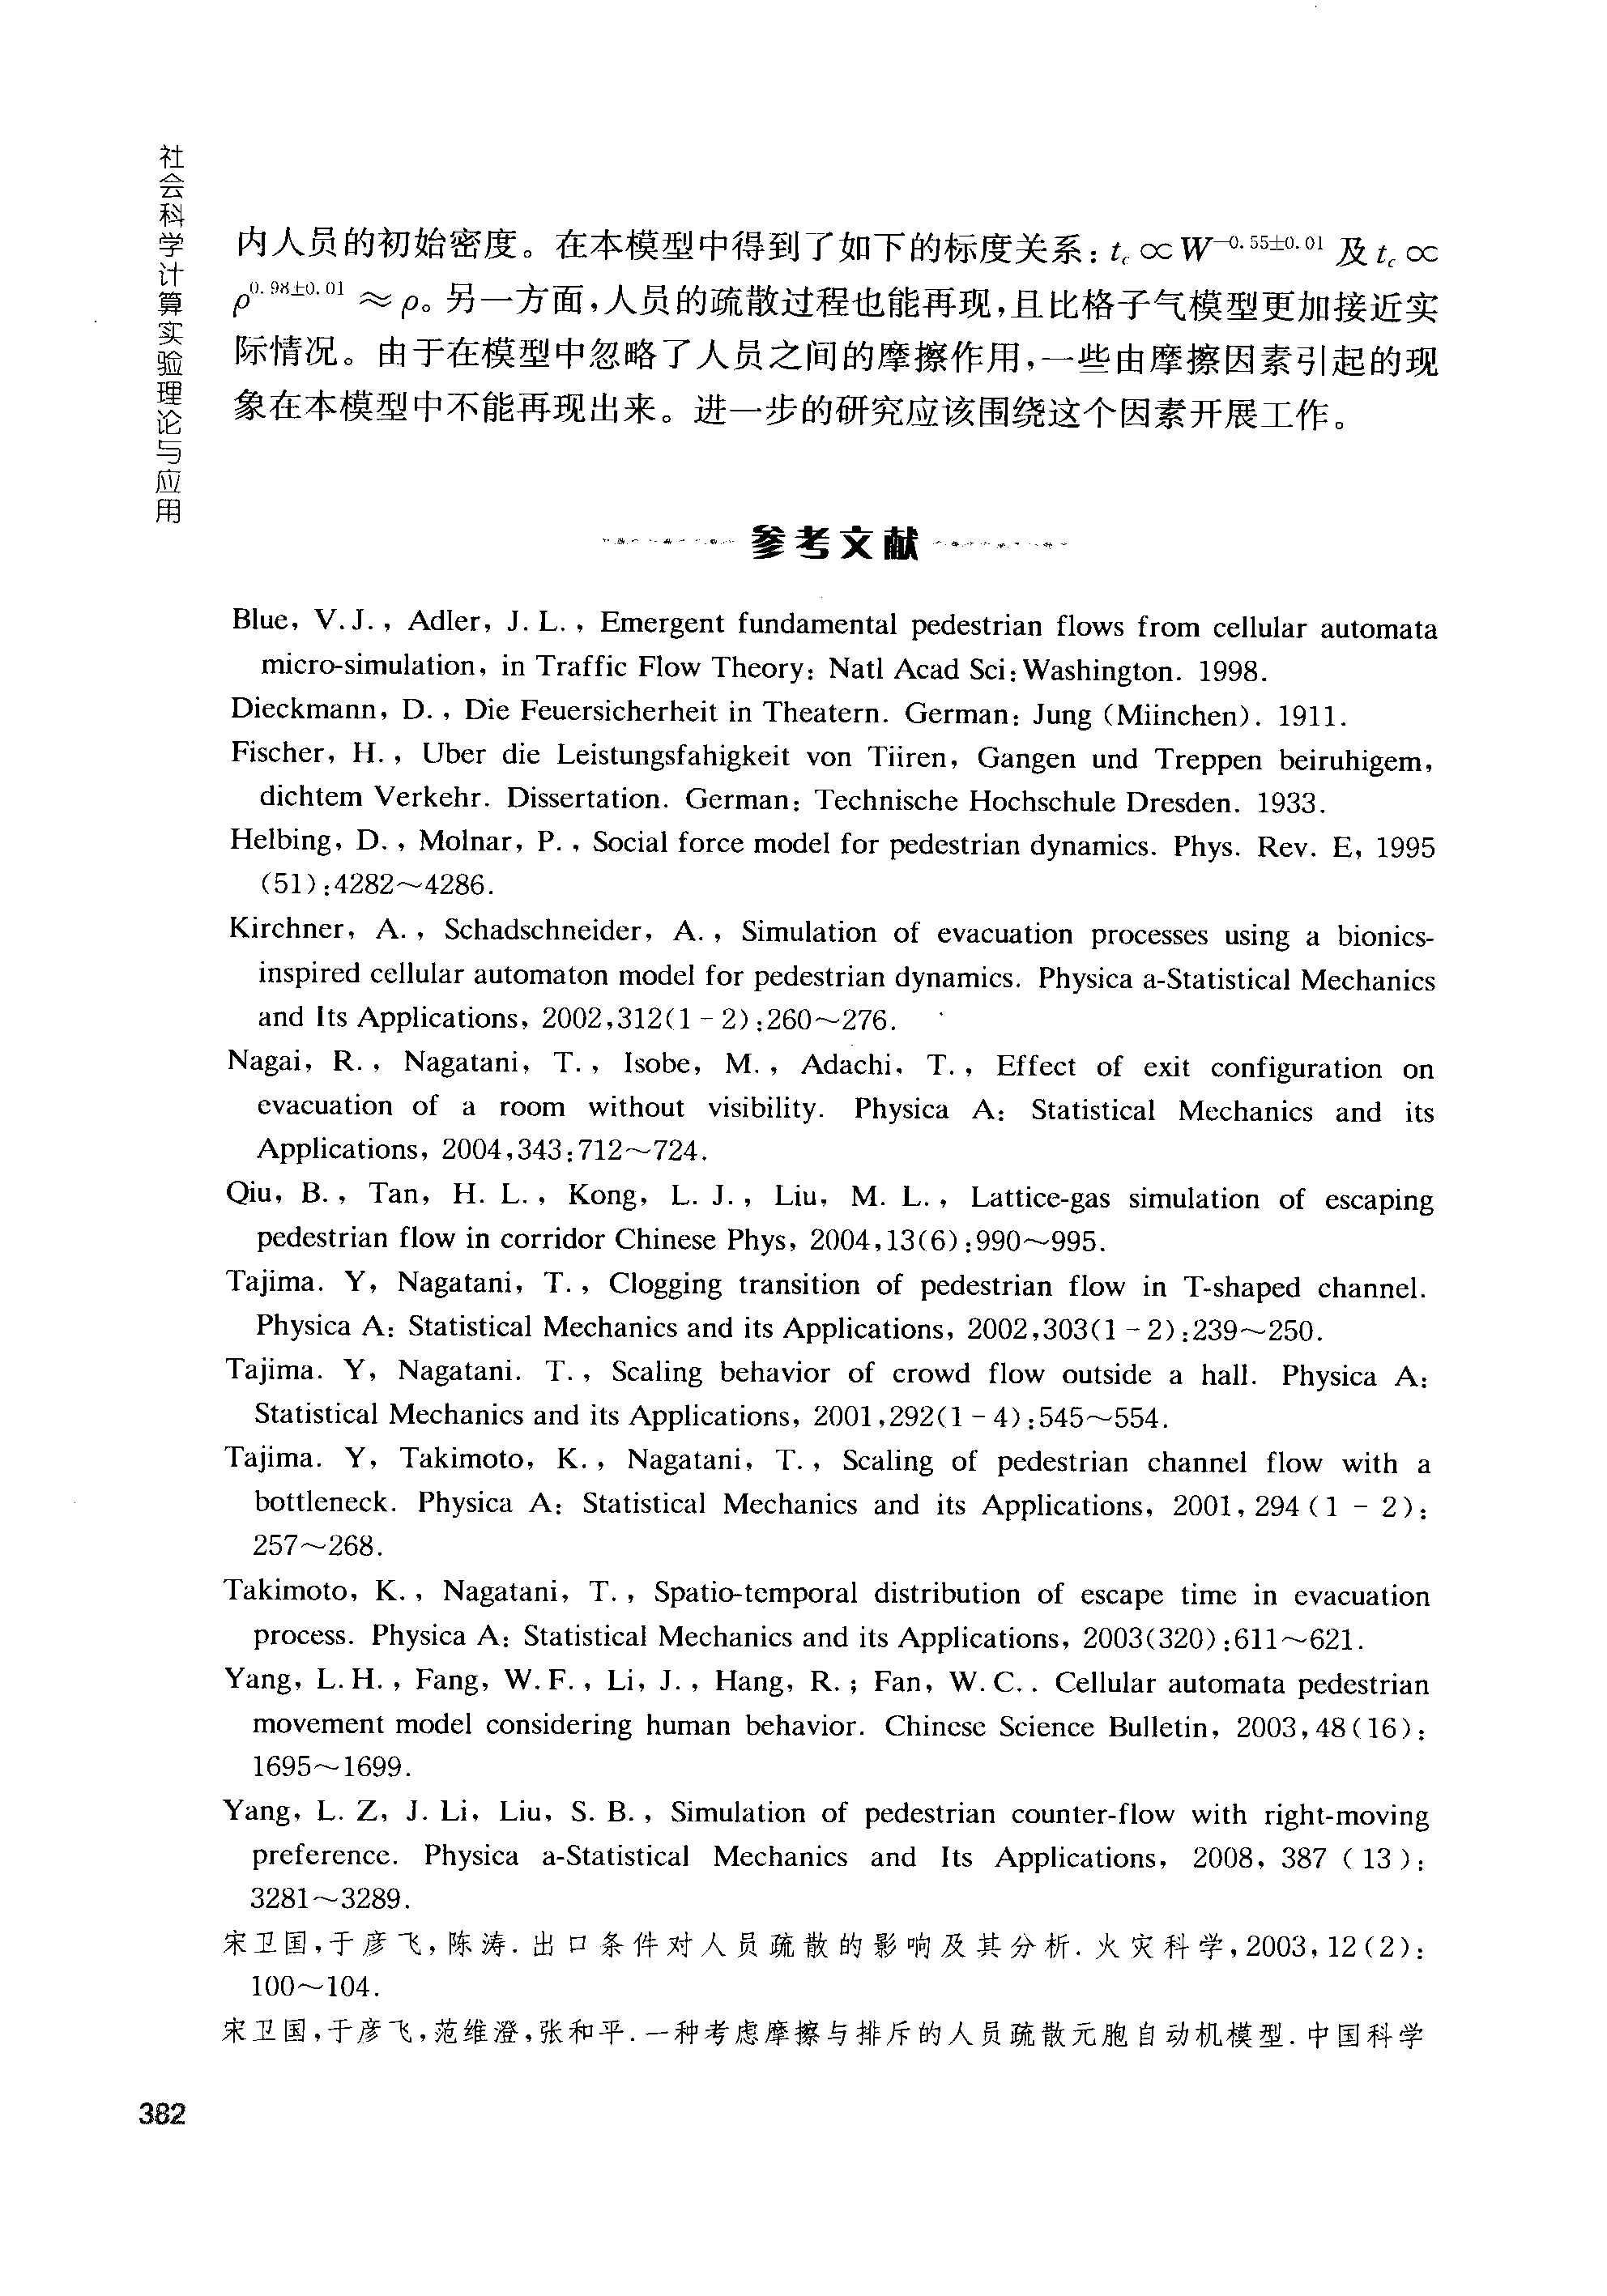 社会科学计算实验理论与应用
内人员的初始密度。在本模型中得到了如下的标度关系：t_c ∝ W^{-0.55±0.01} 及 t_c ∝
ρ^{0.98±0.01} ≈ ρ。另一方面，人员的疏散过程也能再现，且比格子气模型更加接近实
际情况。由于在模型中忽略了人员之间的摩擦作用，一些由摩擦因素引起的现
象在本模型中不能再现出来。进一步的研究应该围绕这个因素开展工作。
参考文献
Blue, V.J., Adler, J. L., Emergent fundamental pedestrian flows from cellular automata
micro-simulation, in Traffic Flow Theory: Natl Acad Sci: Washington. 1998.
Dieckmann, D., Die Feuersicherheit in Theatern. German: Jung (Miinchen). 1911.
Fischer, H., Uber die Leistungsfahigkeit von Tiiren, Gangen und Treppen beiruhigem,
dichtem Verkehr. Dissertation. German: Technische Hochschule Dresden. 1933.
Helbing, D., Molnar, P., Social force model for pedestrian dynamics. Phys. Rev. E, 1995
(51):4282～4286.
Kirchner, A., Schadschneider, A., Simulation of evacuation processes using a bionics-
inspired cellular automaton model for pedestrian dynamics. Physica a-Statistical Mechanics
and Its Applications, 2002,312(1-2):260～276.
Nagai, R., Nagatani, T., Isobe, M., Adachi, T., Effect of exit configuration on
evacuation of a room without visibility. Physica A: Statistical Mechanics and its
Applications, 2004,343:712～724.
Qiu, B., Tan, H. L., Kong, L. J., Liu, M. L., Lattice-gas simulation of escaping
pedestrian flow in corridor Chinese Phys, 2004,13(6):990～995.
Tajima. Y, Nagatani, T., Clogging transition of pedestrian flow in T-shaped channel.
Physica A: Statistical Mechanics and its Applications, 2002,303(1-2):239～250.
Tajima. Y, Nagatani. T., Scaling behavior of crowd flow outside a hall. Physica A:
Statistical Mechanics and its Applications, 2001,292(1-4):545～554.
Tajima. Y, Takimoto, K., Nagatani, T., Scaling of pedestrian channel flow with a
bottleneck. Physica A: Statistical Mechanics and its Applications, 2001,294(1-2):
257～268.
Takimoto, K., Nagatani, T., Spatio-temporal distribution of escape time in evacuation
process. Physica A: Statistical Mechanics and its Applications, 2003(320):611～621.
Yang, L.H., Fang, W.F., Li, J., Hang, R.; Fan, W.C.. Cellular automata pedestrian
movement model considering human behavior. Chinese Science Bulletin, 2003,48(16):
1695～1699.
Yang, L. Z, J. Li, Liu, S. B., Simulation of pedestrian counter-flow with right-moving
preference. Physica a-Statistical Mechanics and Its Applications, 2008, 387 (13):
3281～3289.
宋卫国,于彦飞,陈涛.出口条件对人员疏散的影响及其分析.火灾科学,2003,12(2):
100～104.
宋卫国,于彦飞,范维澄,张和平.一种考虑摩擦与排斥的人员疏散元胞自动机模型.中国科学
382